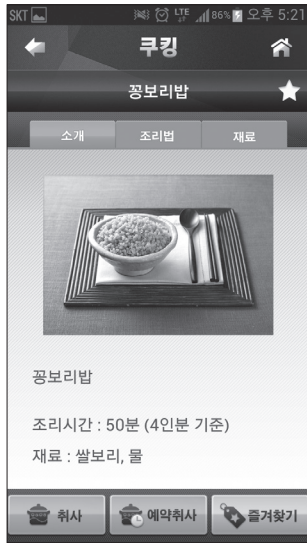 SKT LTE 86% 오후 5:21
쿠킹
꽁보리밥
소개 조리법 재료
꽁보리밥
조리시간 : 50분 (4인분 기준)
재료 : 쌀보리, 물
취사 예약취사 즐겨찾기